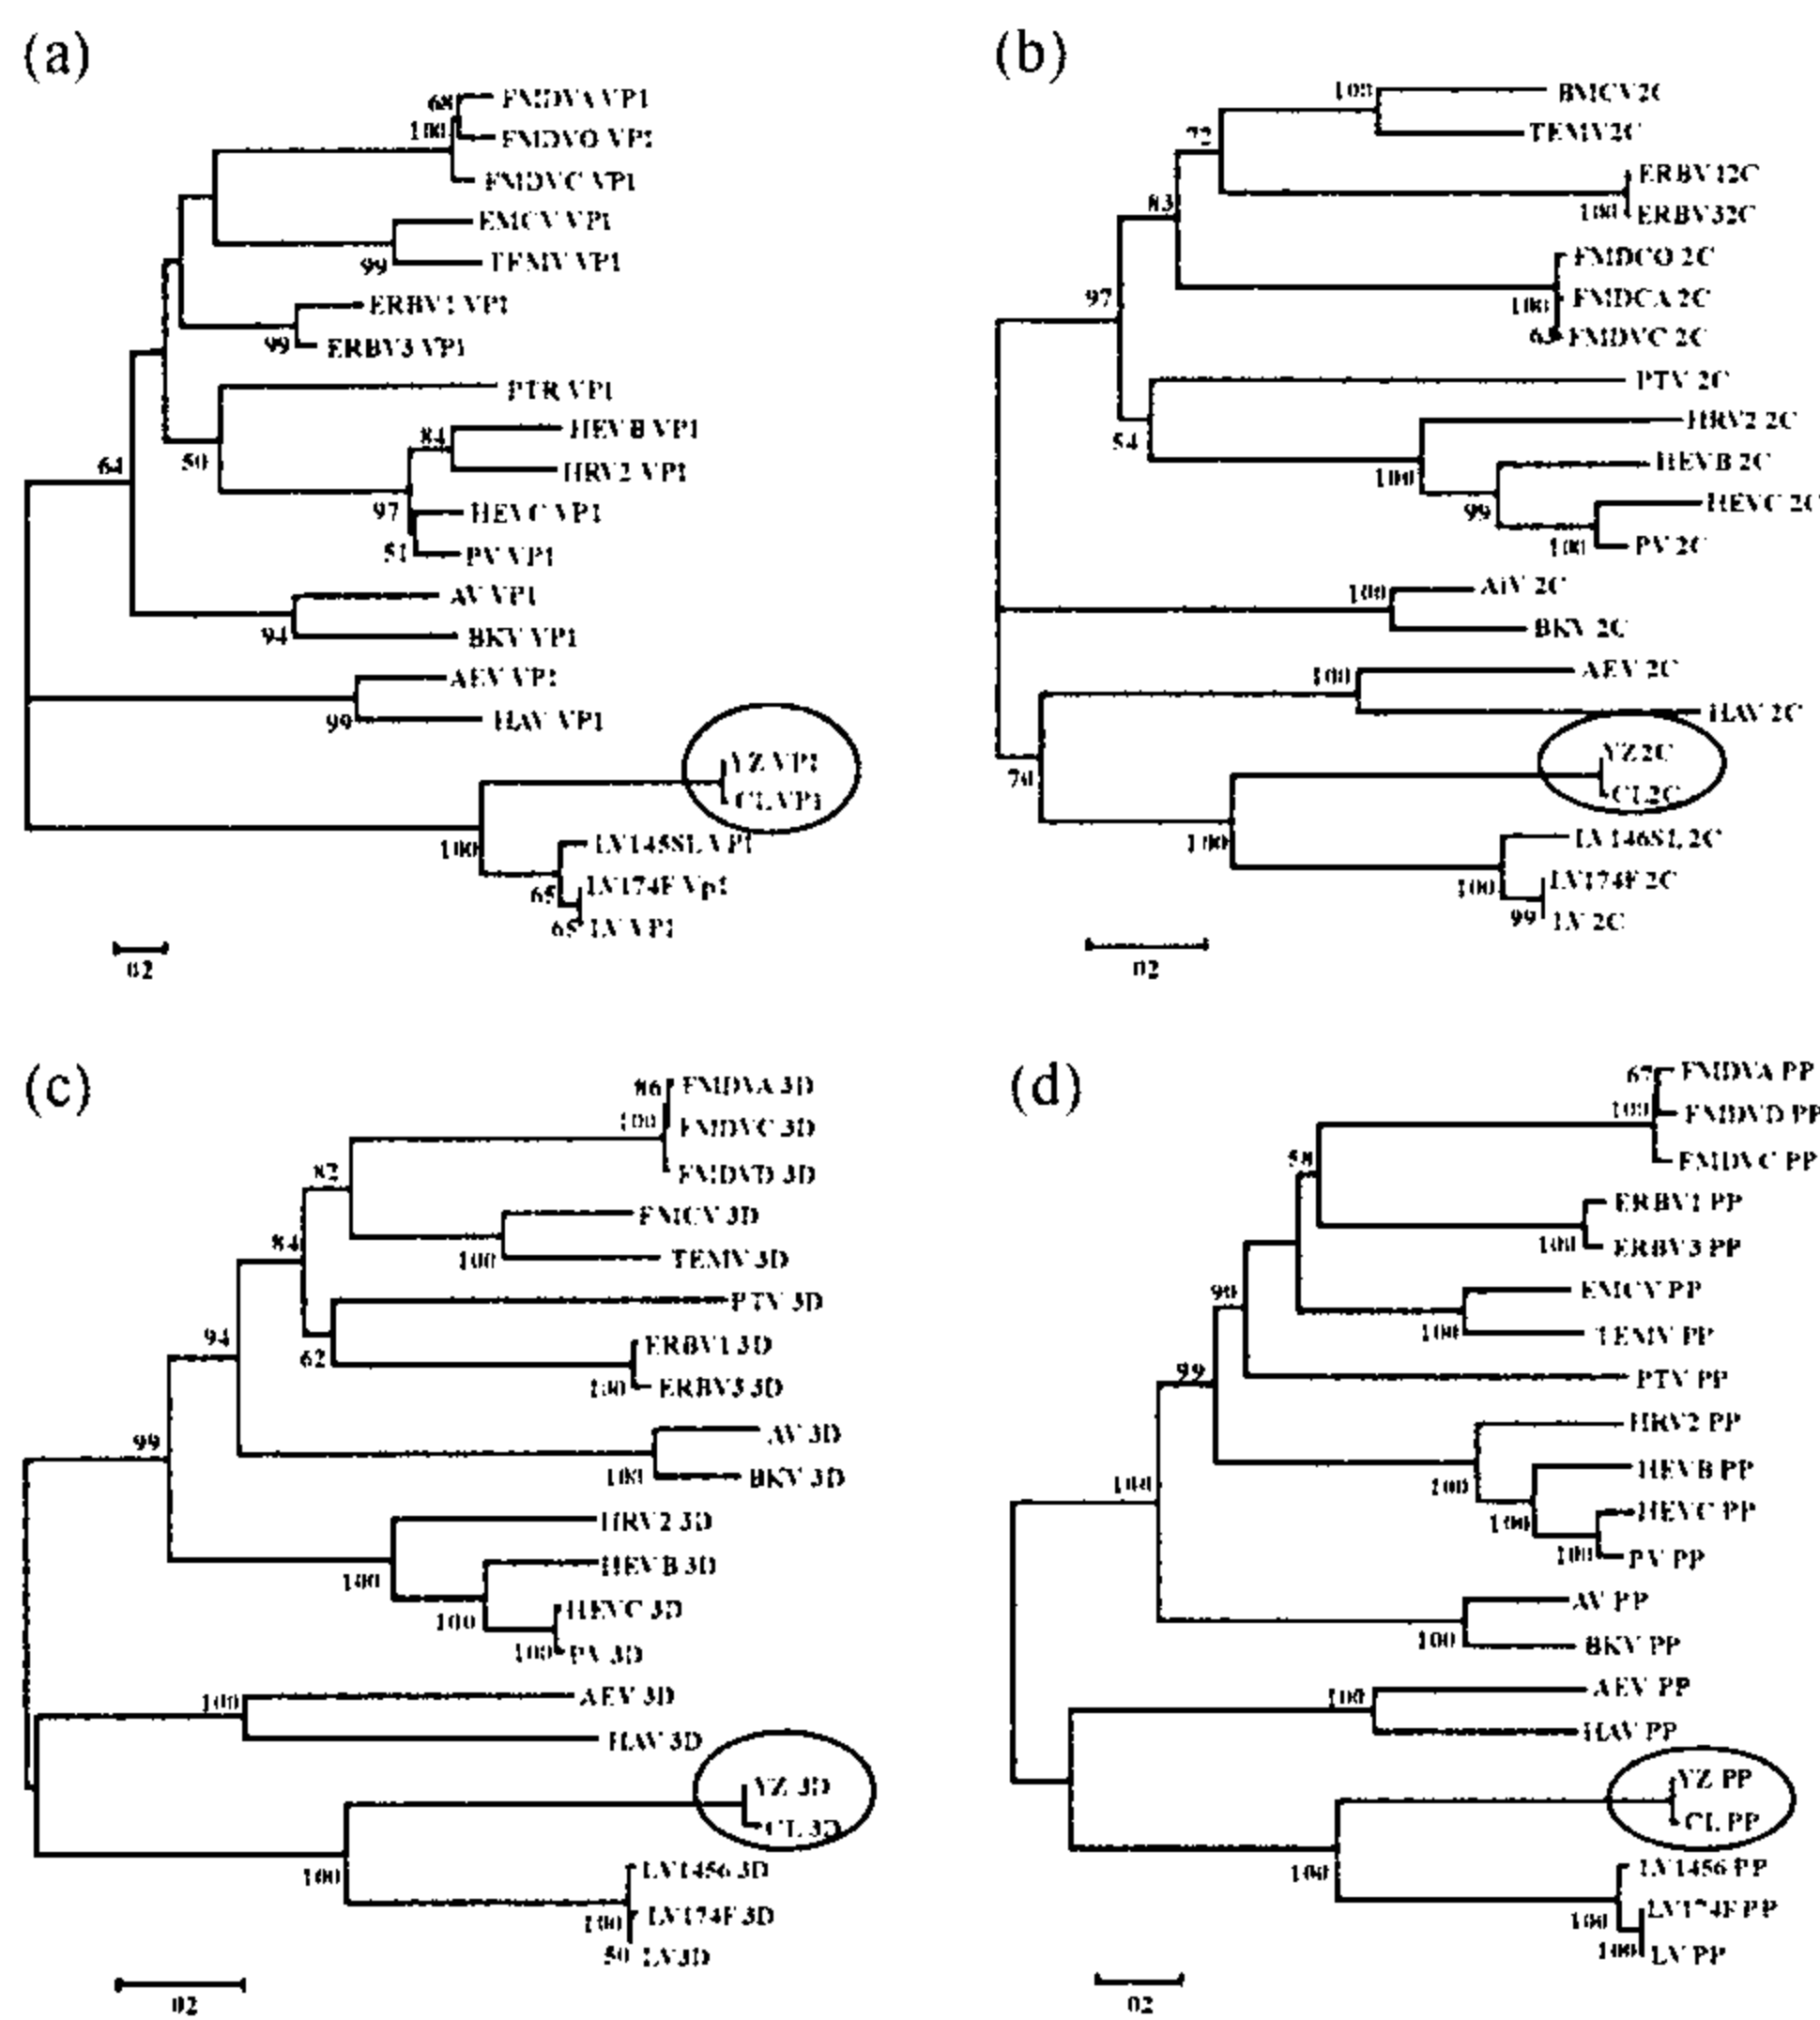 (a)
68
FMDVA VP1
100
FMDVO VP1
FMDVC VP1
EMCV VP1
99
TEMV VP1
ERBV1 VP1
99
ERBV3 VP1
PTR VP1
50
84
HEVB VP1
HRV2 VP1
97
HEVC VP1
51
PV VP1
64
AV VP1
94
BKV VP1
AEV VP1
99
HAV VP1
YZ VP1
CL VP1
100
LV145SL VP1
65
LV174F Vp1
65 LV VP1
02
(b)
100
BMCV2C
TEMV2C
72
ERBV12C
100
ERBV32C
83
FMDCO 2C
100
FMDCA 2C
63
FMDVC 2C
97
PTV 2C
54
HRV2 2C
100
HEVB 2C
99
HEVC 2C
100
PV 2C
100
AiV 2C
BKV 2C
100
AEV 2C
HAV 2C
70
YZ2C
CL2C
100
LV146SL 2C
100
LV174F 2C
99
LV 2C
02
(c)
86
FMDVA 3D
100
FMDVC 3D
FMDVD 3D
82
EMCV 3D
100
TEMV 3D
84
PTV 3D
62
ERBV1 3D
100
ERBV3 3D
94
AV 3D
100
BKV 3D
99
HRV2 3D
100
HEVB 3D
100
HEVC 3D
100
PV 3D
100
AEV 3D
HAV 3D
YZ 3D
CL 3D
100
LV1456 3D
100
LV174F 3D
50
LV3D
02
(d)
67
FMDVA PP
100
FMDVD PP
FMDVC PP
58
ERBV1 PP
100
ERBV3 PP
EMCV PP
100
TEMV PP
90
PTV PP
99
HRV2 PP
100
HEVB PP
100
HEVC PP
100
PV PP
100
AV PP
100
BKV PP
100
AEV PP
HAV PP
YZ PP
CL PP
100
LV1456 PP
100
LV174F PP
100
LV PP
02